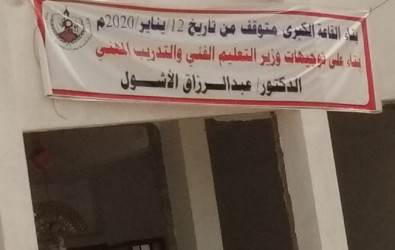 بناء القاعة الكبرى متوقف من تاريخ 12/يناير/2020م
بناء على توجيهات وزير التعليم الفني والتدريب المهني
الدكتور/ عبدالرزاق الأشول